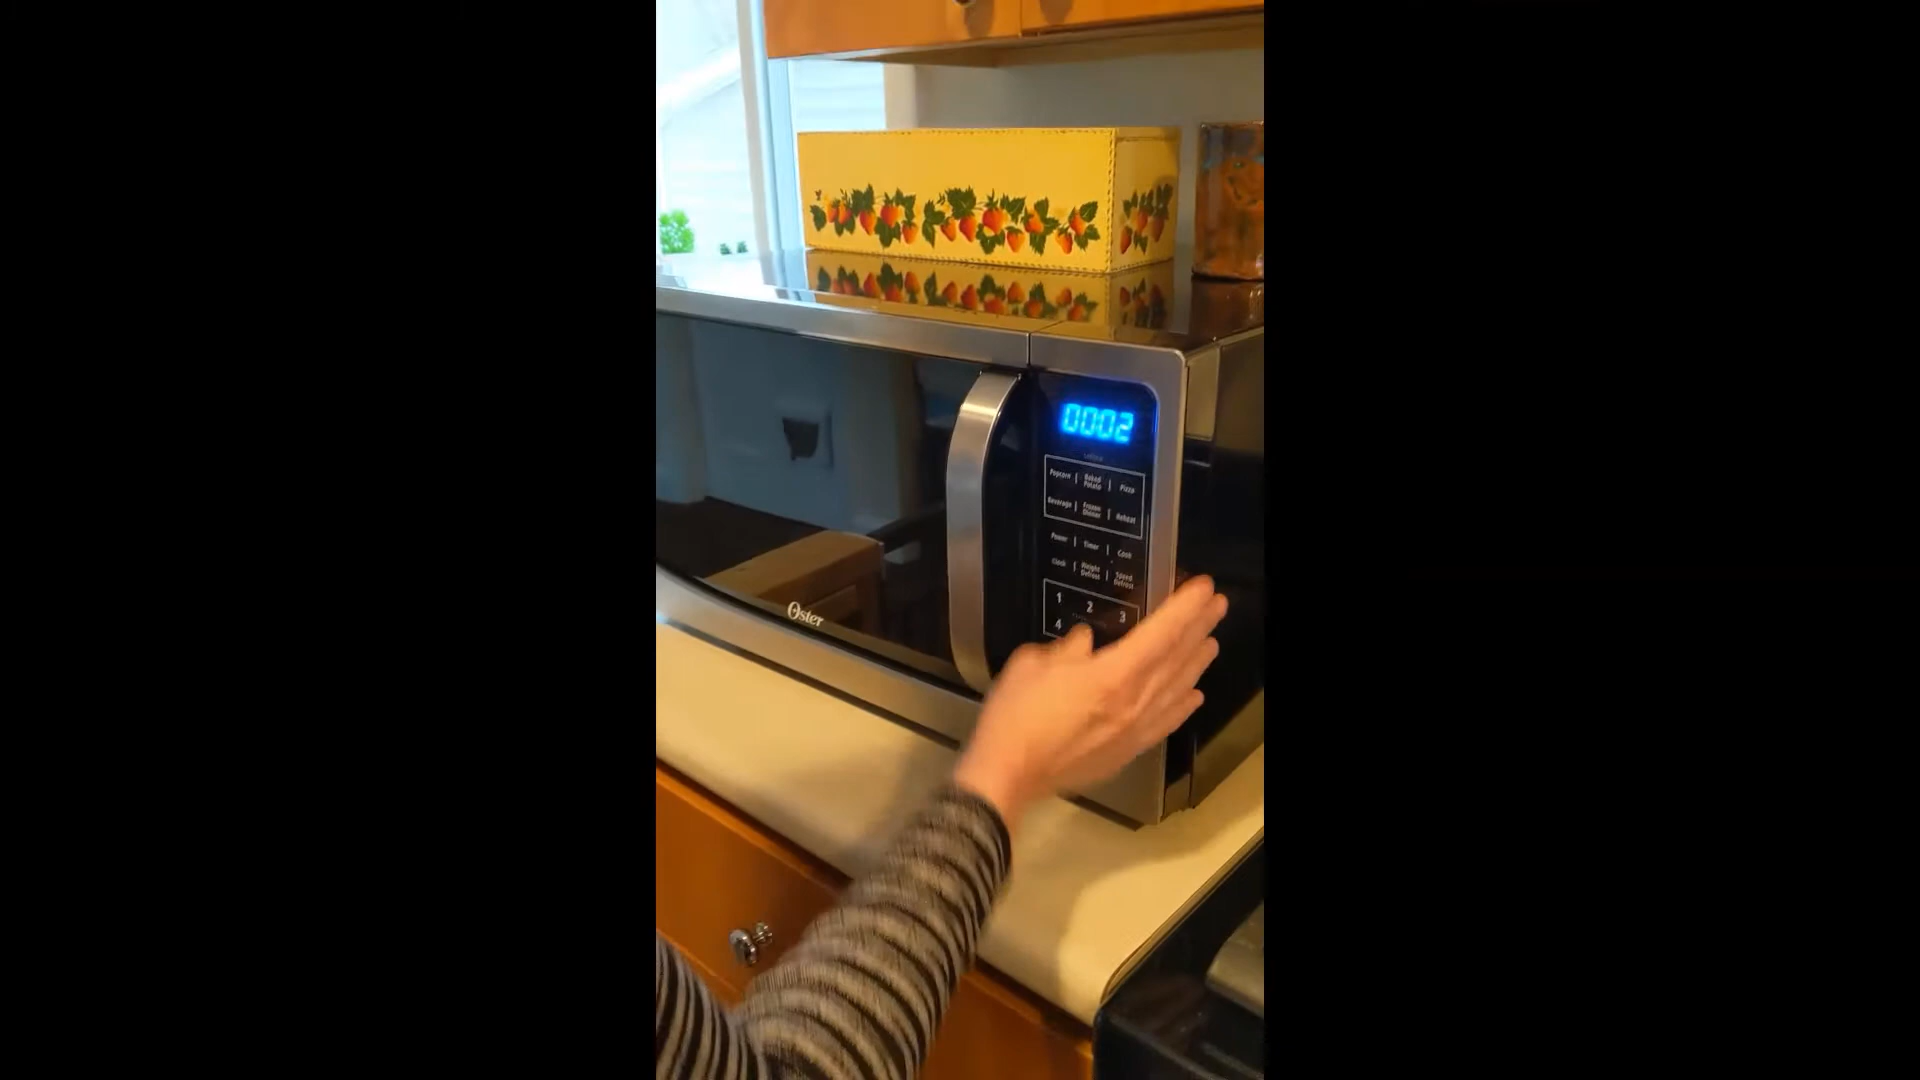 0002
Popcorn | Baked Potato | Pizza
Beverage | Frozen Dinner | Reheat
Power | Timer | Cook
Clock | Weight Defrost | Speed Defrost
1 2 3
4
Oster